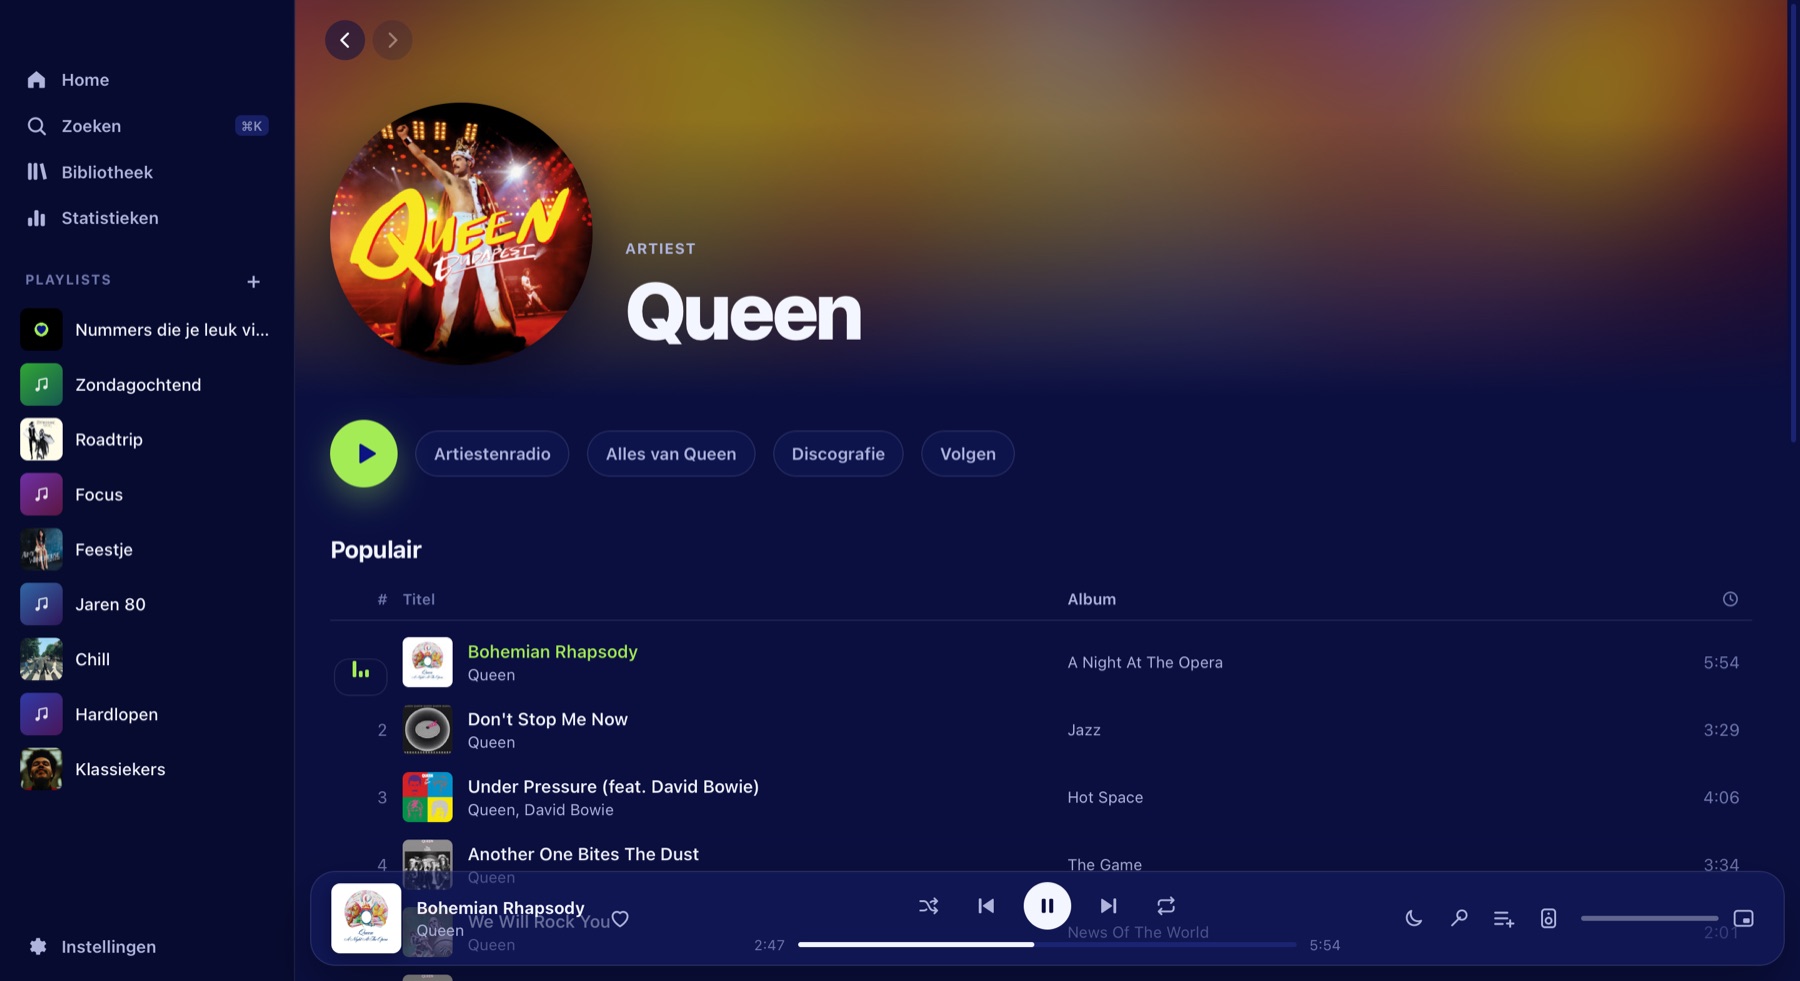 Home
Zoeken
⌘K
Bibliotheek
Statistieken
PLAYLISTS
Nummers die je leuk vi...
Zondagochtend
Roadtrip
Focus
Feestje
Jaren 80
Chill
Hardlopen
Klassiekers
Instellingen
QUEEN
BUDAPEST
ARTIEST
Queen
Artiestenradio
Alles van Queen
Discografie
Volgen
Populair
# Titel Album
Bohemian Rhapsody
Queen
A Night At The Opera
5:54
2
Don't Stop Me Now
Queen
Jazz
3:29
3
Under Pressure (feat. David Bowie)
Queen, David Bowie
Hot Space
4:06
4
Another One Bites The Dust
Queen
The Game
3:34
We Will Rock You
Queen
News Of The World
2:01
Bohemian Rhapsody
Queen
2:47
5:54